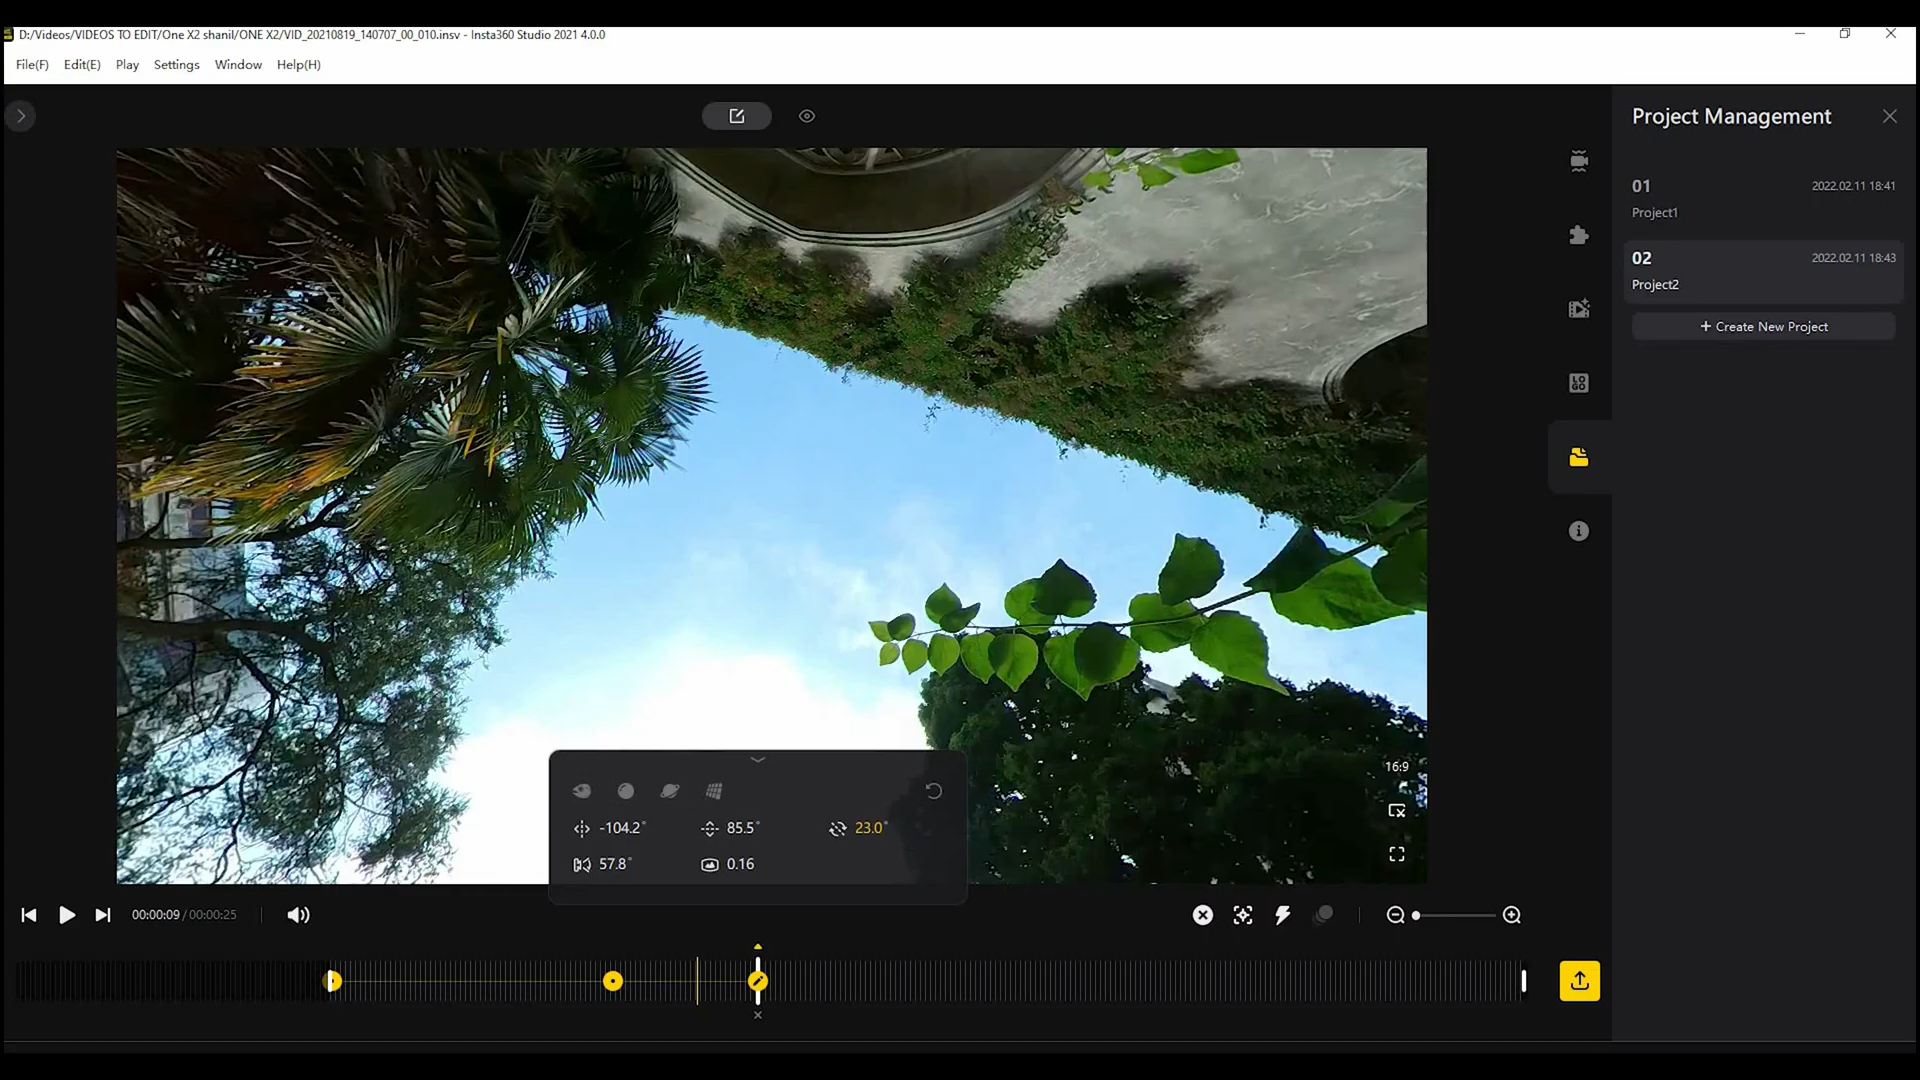 D:/Videos/VIDEOS TO EDIT/One X2 shanil/ONE X2/VID_20210819_140707_00_010.insv - Insta360 Studio 2021 4.0.0
File(F) Edit(E) Play Settings Window Help(H)
Project Management
01 2022.02.11 18:41
Project1
02 2022.02.11 18:43
Project2
+ Create New Project
LOGO
16:9
-104.2° 85.5° 23.0°
57.8° 0.16
00:00:09 / 00:00:25